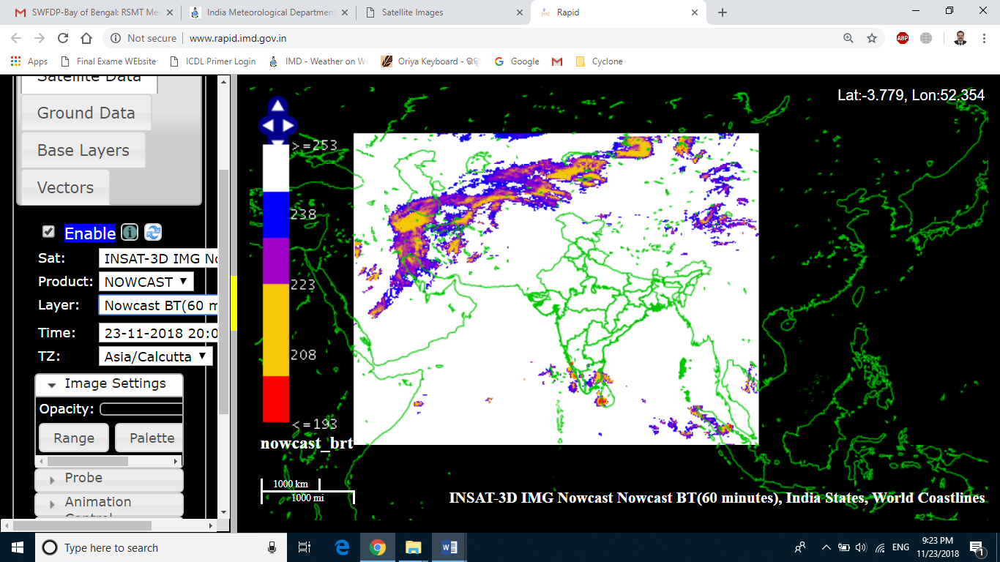 SWFDP-Bay of Bengal: RSMT Me
India Meteorological Department
Satellite Images
Rapid
Not secure | www.rapid.imd.gov.in
Apps
Final Exame WEbsite
ICDL Primer Login
IMD - Weather on W
Oriya Keyboard -
Google
Cyclone
Satellite Data
Ground Data
Base Layers
Vectors
Enable
Sat: INSAT-3D IMG No
Product: NOWCAST
Layer: Nowcast BT(60 m
Time: 23-11-2018 20:0
TZ: Asia/Calcutta
Image Settings
Opacity:
Range Palette
Probe
Animation
Control
Lat:-3.779, Lon:52.354
>=253
238
223
208
<=193
nowcast_brt
1000 km
1000 mi
INSAT-3D IMG Nowcast Nowcast BT(60 minutes), India States, World Coastlines
Type here to search
ENG
9:23 PM
11/23/2018
1